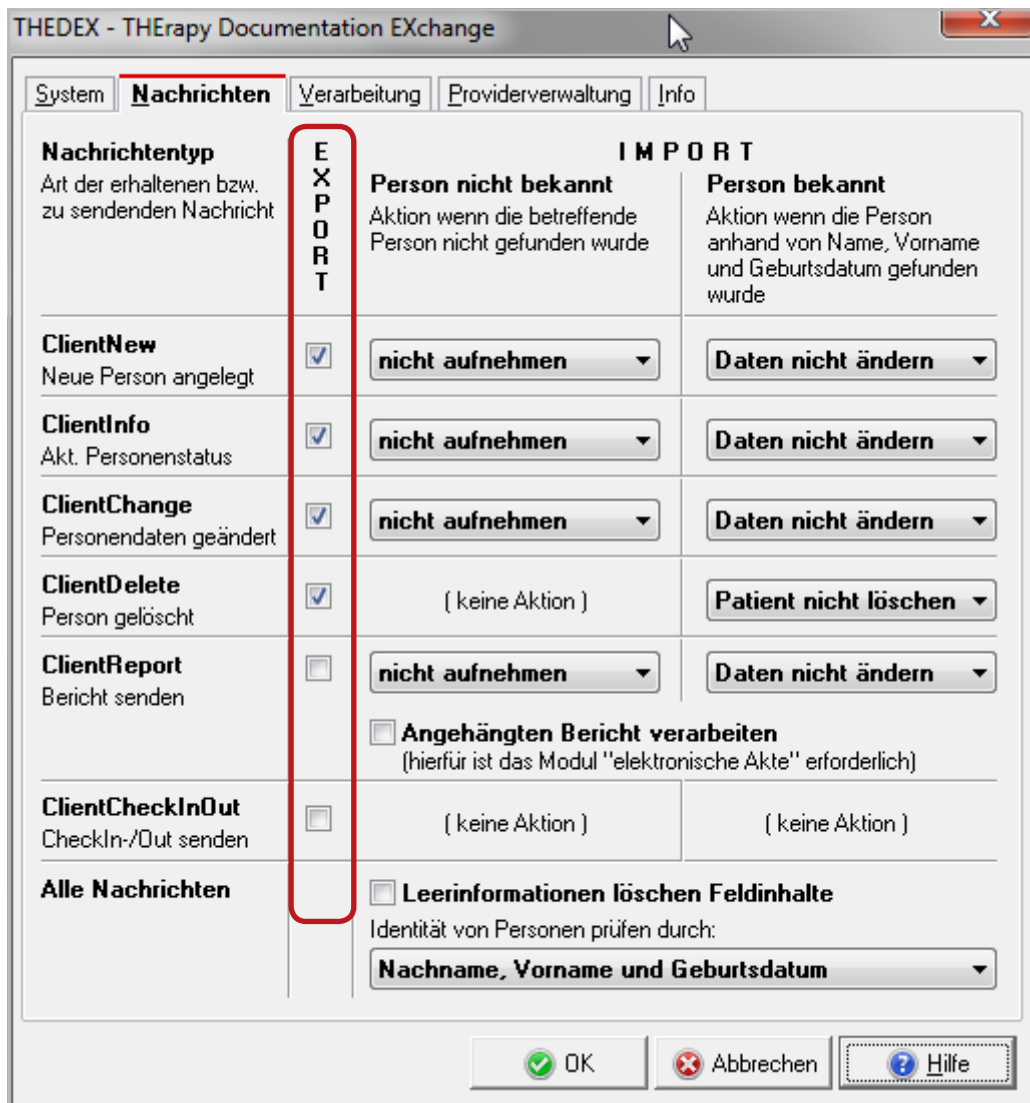 THEDEX - THErapy Documentation EXchange
System Nachrichten Verarbeitung Providerverwaltung Info
Nachrichtentyp
Art der erhaltenen bzw.
zu sendenden Nachricht
EXPORT
IMPORT
Person nicht bekannt
Aktion wenn die betreffende
Person nicht gefunden wurde
Person bekannt
Aktion wenn die Person
anhand von Name, Vorname
und Geburtsdatum gefunden
wurde
ClientNew
Neue Person angelegt
nicht aufnehmen
Daten nicht ändern
ClientInfo
Akt. Personenstatus
nicht aufnehmen
Daten nicht ändern
ClientChange
Personendaten geändert
nicht aufnehmen
Daten nicht ändern
ClientDelete
Person gelöscht
( keine Aktion )
Patient nicht löschen
ClientReport
Bericht senden
nicht aufnehmen
Daten nicht ändern
Angehängten Bericht verarbeiten
(hierfür ist das Modul "elektronische Akte" erforderlich)
ClientCheckInOut
CheckIn-/Out senden
( keine Aktion )
( keine Aktion )
Alle Nachrichten
Leerinformationen löschen Feldinhalte
Identität von Personen prüfen durch:
Nachname, Vorname und Geburtsdatum
OK Abbrechen Hilfe